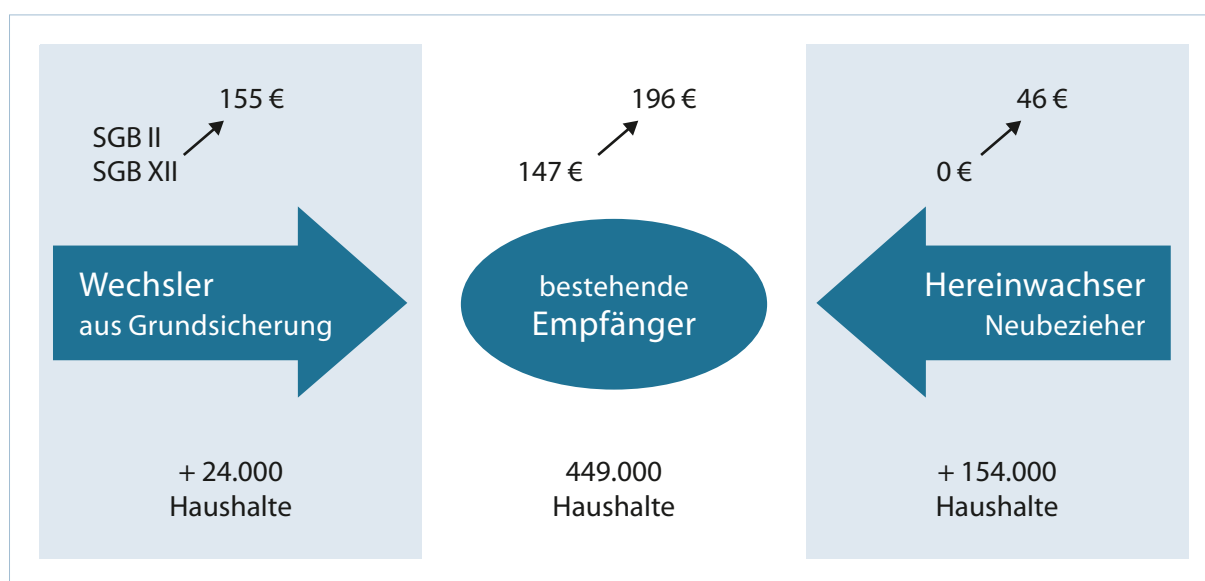 155 €
SGB II
SGB XII
Wechsler
aus Grundsicherung
+ 24.000
Haushalte
196 €
147 €
bestehende
Empfänger
449.000
Haushalte
46 €
0 €
Hereinwachser
Neubezieher
+ 154.000
Haushalte